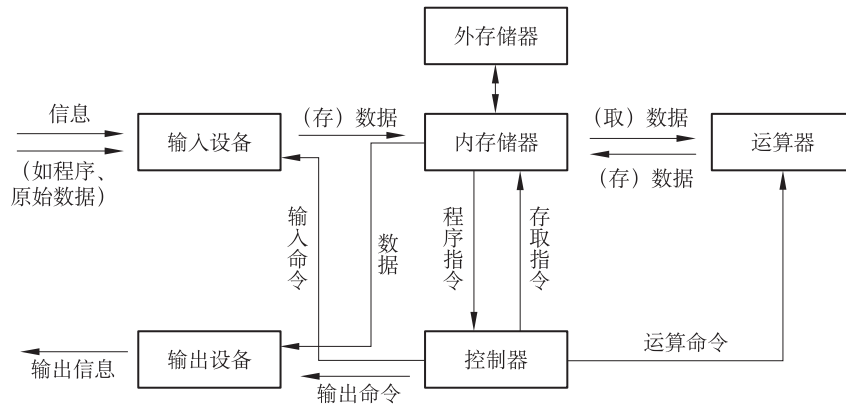 外存储器
信息
（如程序、
原始数据）
输入设备
（存）数据
内存储器
（取）数据
（存）数据
运算器
输入命令
数据
程序指令
存取指令
输出信息
输出设备
输出命令
控制器
运算命令